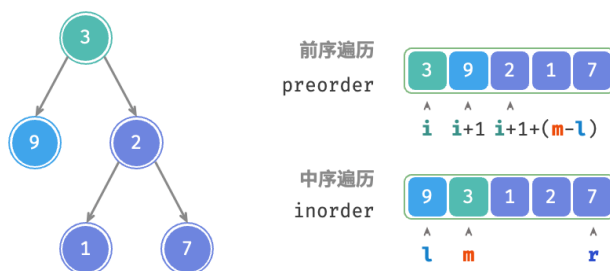 3
9
2
1
7
前序遍历
preorder
3 9 2 1 7
i i+1 i+1+(m-l)
中序遍历
inorder
9 3 1 2 7
l m r